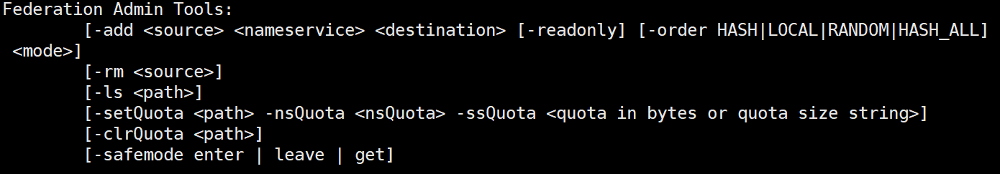 Federation Admin Tools:
[-add <source> <nameservice> <destination> [-readonly] [-order HASH|LOCAL|RANDOM|HASH_ALL]
<mode>]
[-rm <source>]
[-ls <path>]
[-setQuota <path> -nsQuota <nsQuota> -ssQuota <quota in bytes or quota size string>]
[-clrQuota <path>]
[-safemode enter | leave | get]